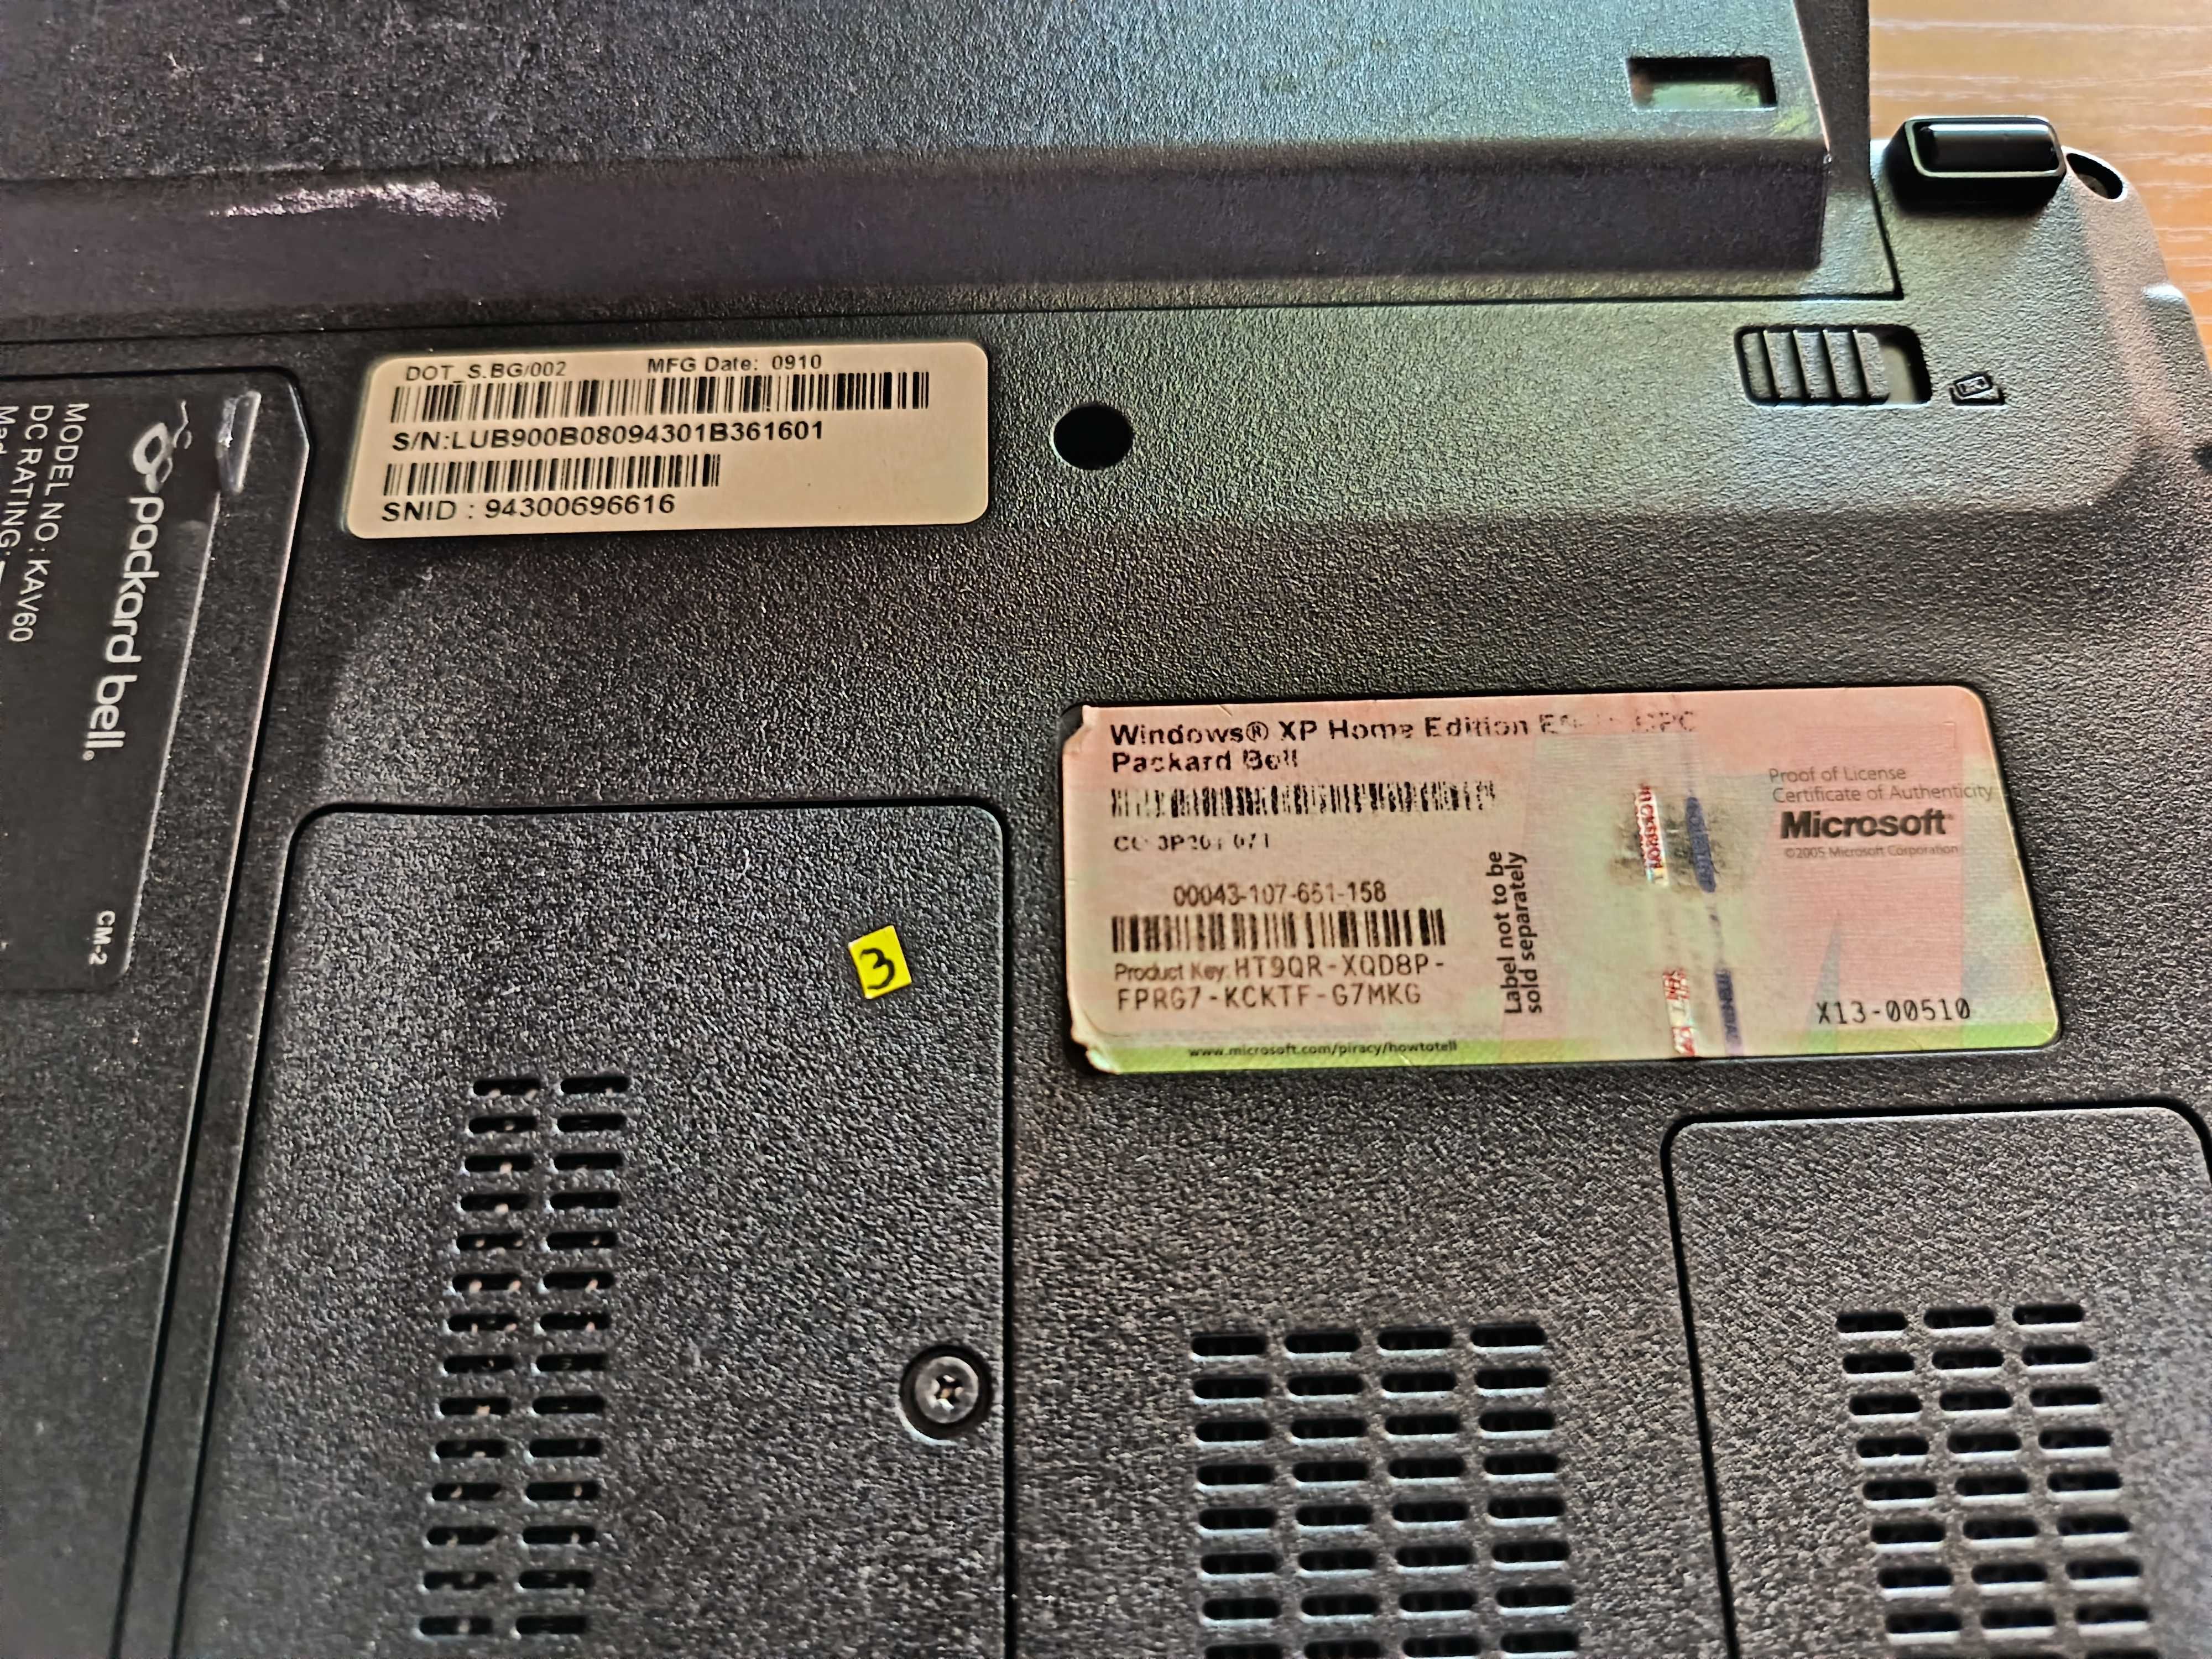 DOT_S.BG/002 MFG Date: 0910
S/N:LUB900B08094301B361601
SNID : 94300696616
packard bell
MODEL NO: KAV60
DC RATING:
CM-2
Windows® XP Home Edition
Packard Bell
00043-107-651-158
Product Key: HT9QR-XQD8P-
FPRG7-KCKTF-G7MKG
Label not to be
sold separately
Proof of License
Certificate of Authenticity
Microsoft
©2005 Microsoft Corporation
X13-00510
www.microsoft.com/piracy/howtotell
3